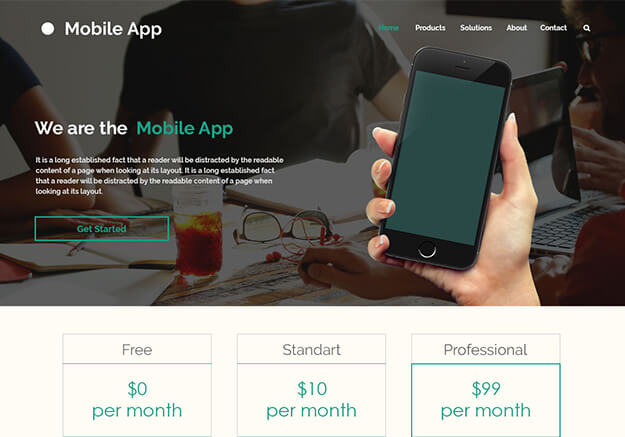 Mobile App
Home Products Solutions About Contact
We are the Mobile App
It is a long established fact that a reader will be distracted by the readable
content of a page when looking at its layout. It is a long established fact
that a reader will be distracted by the readable content of a page when
looking at its layout.
Get Started
Free Standart Professional
$0 $10 $99
per month per month per month